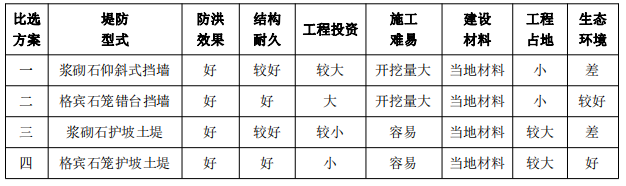 比选方案 堤防型式 防洪效果 结构耐久 工程投资 施工难易 建设材料 工程占地 生态环境
一 浆砌石仰斜式挡墙 好 较好 较大 开挖量大 当地材料 小 差
二 格宾石笼错台挡墙 好 好 大 开挖量大 当地材料 小 较好
三 浆砌石护坡土堤 好 较好 较小 容易 当地材料 较大 差
四 格宾石笼护坡土堤 好 好 小 容易 当地材料 较大 好